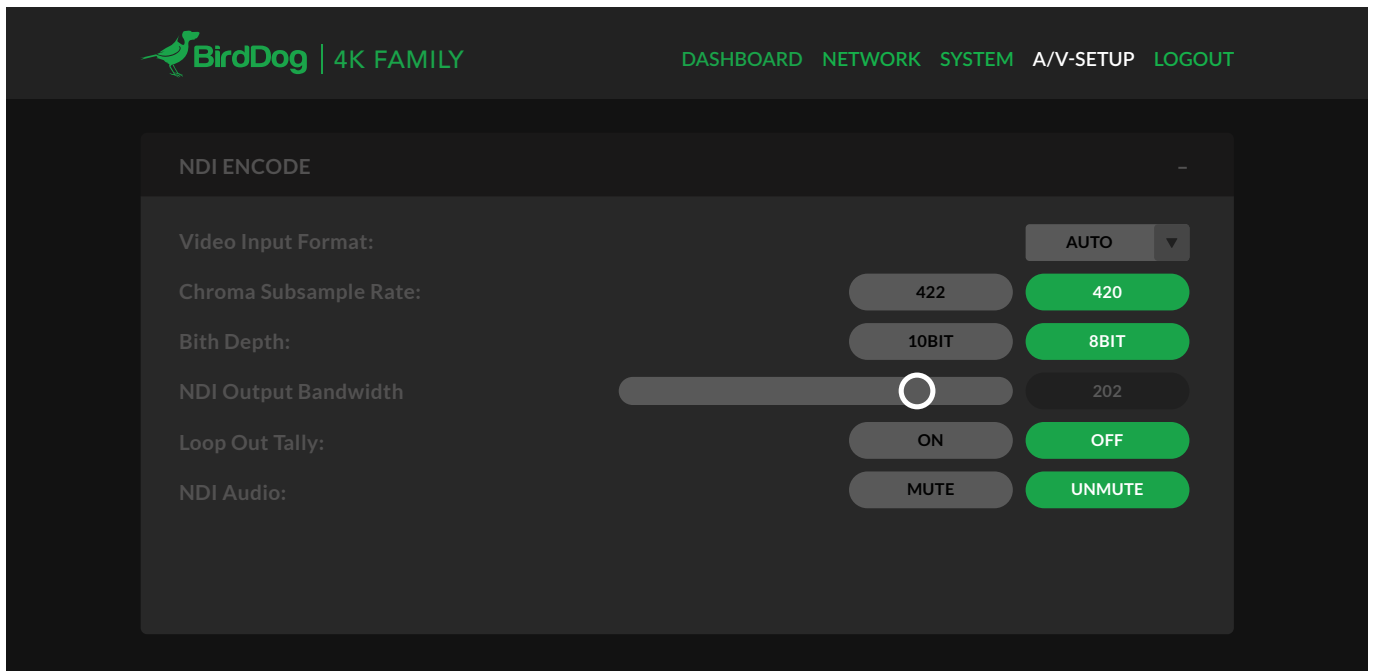 BirdDog | 4K FAMILY DASHBOARD NETWORK SYSTEM A/V-SETUP LOGOUT
NDI ENCODE –
Video Input Format: AUTO
Chroma Subsample Rate: 422 420
Bith Depth: 10BIT 8BIT
NDI Output Bandwidth 202
Loop Out Tally: ON OFF
NDI Audio: MUTE UNMUTE